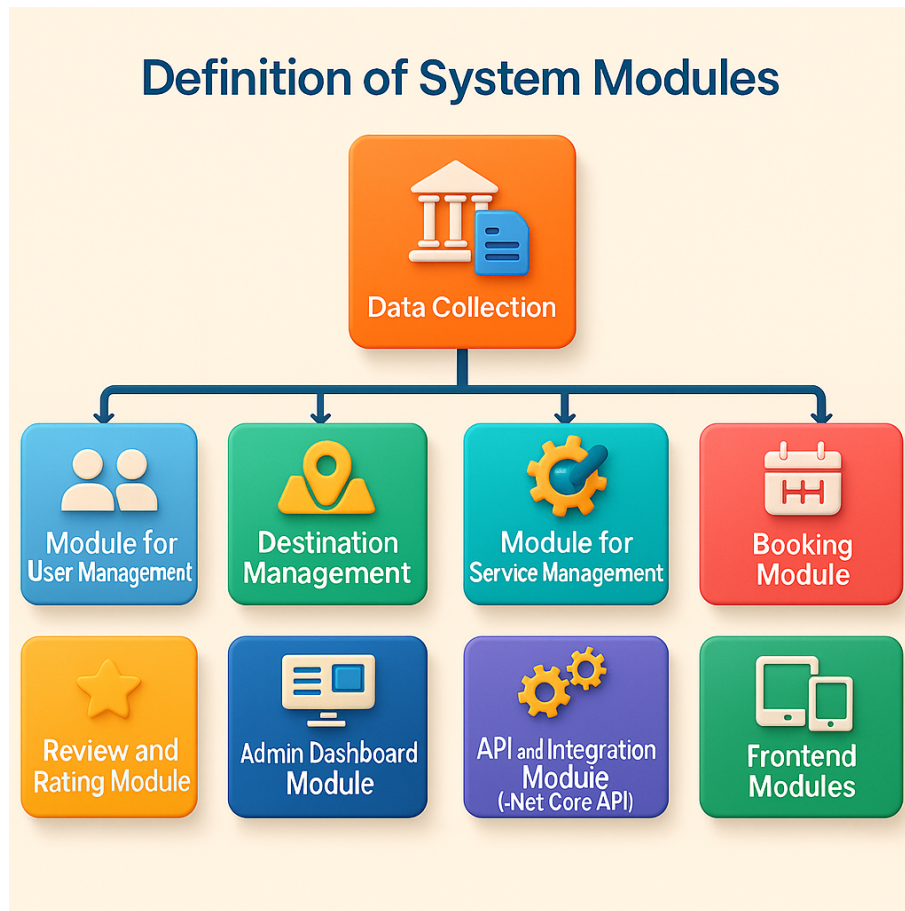 Definition of System Modules
Data Collection
Module for
User Management
Destination
Management
Module for
Service Management
Booking
Module
Review and
Rating Module
Admin Dashboard
Module
API and Integration
Moduie
(-Net Core API)
Frontend
Modules